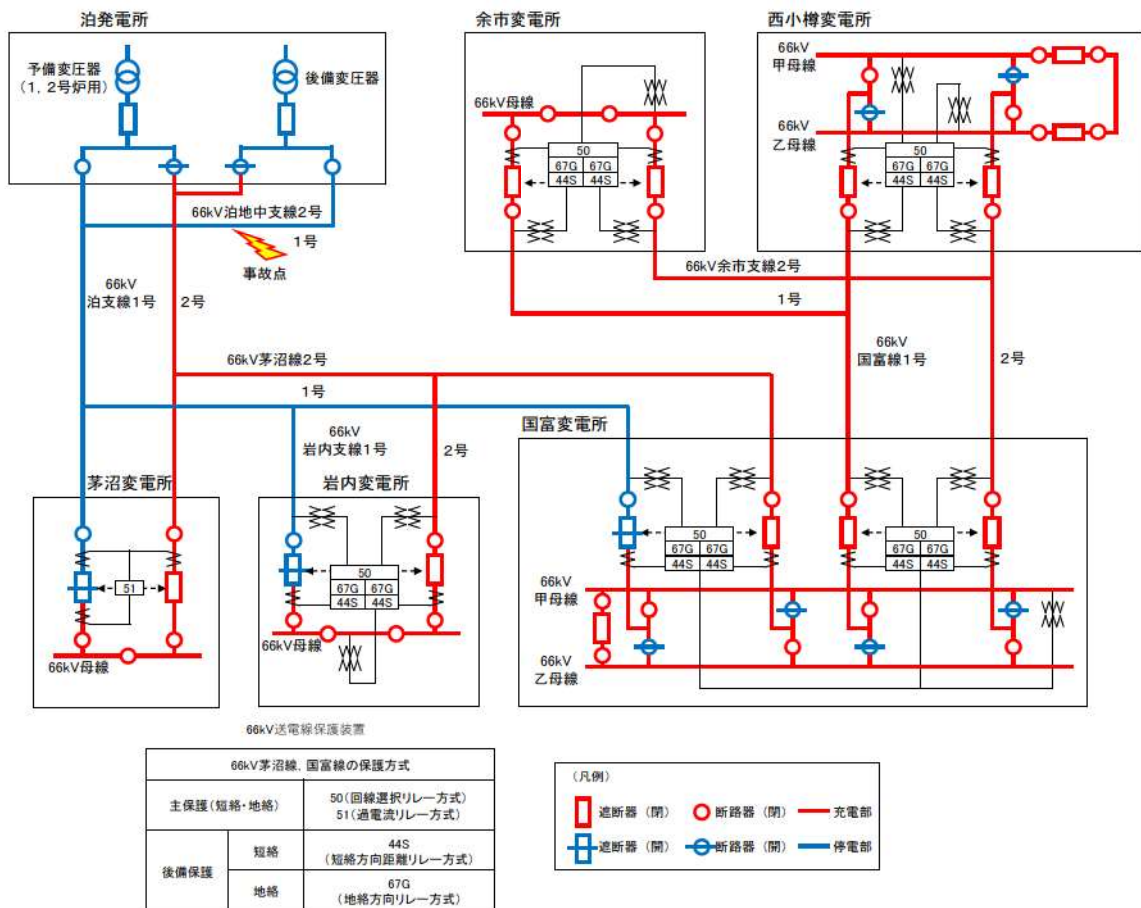 泊発電所
予備変圧器
(1, 2号炉用)
後備変圧器
66kV泊地中支線2号
1号
事故点
66kV
泊支線1号
2号
余市変電所
66kV母線
50
67G 67G
44S 44S
西小樽変電所
66kV
甲母線
66kV
乙母線
50
67G 67G
44S 44S
66kV余市支線2号
1号
66kV
国富線1号
2号
66kV茅沼線2号
1号
66kV
岩内支線1号
2号
茅沼変電所
51
66kV母線
岩内変電所
50
67G 67G
44S 44S
66kV母線
国富変電所
50
67G 67G
44S 44S
50
67G 67G
44S 44S
66kV
甲母線
66kV
乙母線
66kV送電線保護装置
66kV茅沼線、国富線の保護方式
主保護(短絡・地絡)
50(回線選択リレー方式)
51(過電流リレー方式)
後備保護
短絡
44S
(短絡方向距離リレー方式)
地絡
67G
(地絡方向リレー方式)
(凡例)
遮断器(閉) 断路器(閉) 充電部
遮断器(開) 断路器(開) 停電部